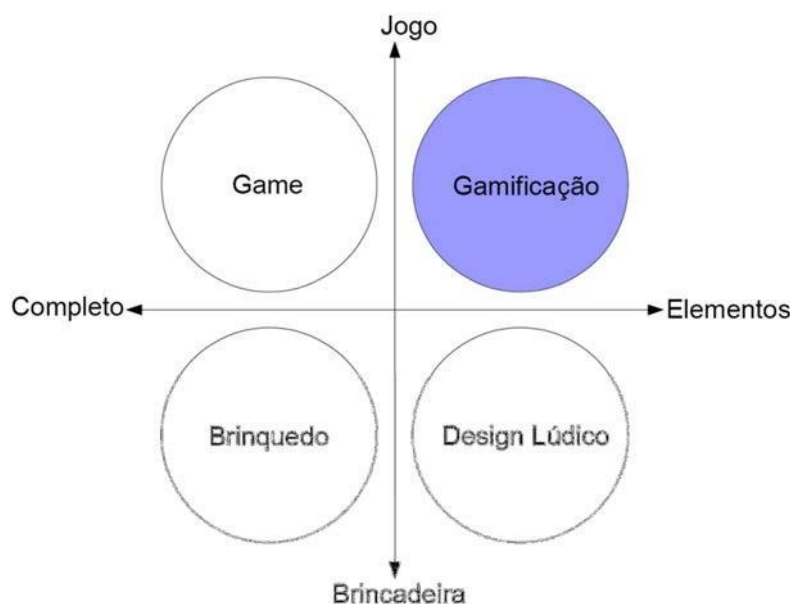 Jogo
Game
Gamificação
Completo
Elementos
Brinquedo
Design Lúdico
Brincadeira